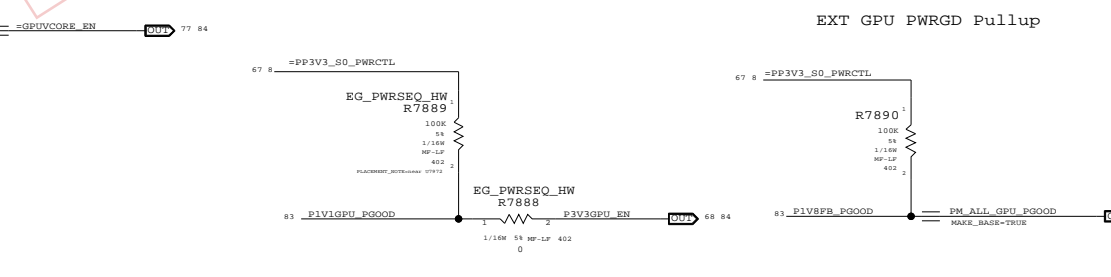 EXT GPU PWRGD Pullup
=GPUVCORE_EN
OUT
77 84
67 8
=PP3V3_S0_PWRCTL
EG_PWRSEQ_HW
R7889
1
100K
5%
1/16W
MF-LF
402
2
PLACEMENT_NOTE=near U7872
EG_PWRSEQ_HW
R7888
83
P1V1GPU_PGOOD
1
2
P3V3GPU_EN
OUT
68 84
1/16W 5% MF-LF 402
0
67 8
=PP3V3_S0_PWRCTL
1
R7890
100K
5%
1/16W
MF-LF
402
2
83
P1V8FB_PGOOD
PM_ALL_GPU_PGOOD
MAKE_BASE=TRUE